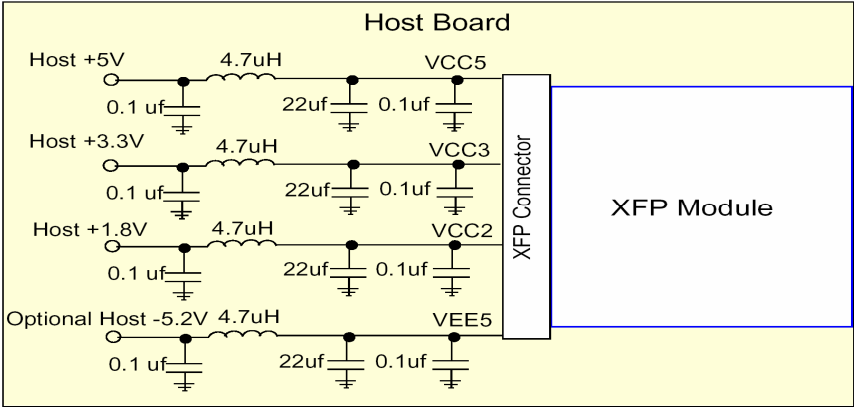 Host Board
Host +5V 4.7uH VCC5
0.1 uf 22uf 0.1uf
Host +3.3V 4.7uH VCC3
0.1 uf 22uf 0.1uf
Host +1.8V 4.7uH VCC2
0.1 uf 22uf 0.1uf
Optional Host -5.2V 4.7uH VEE5
0.1 uf 22uf 0.1uf
XFP Connector
XFP Module